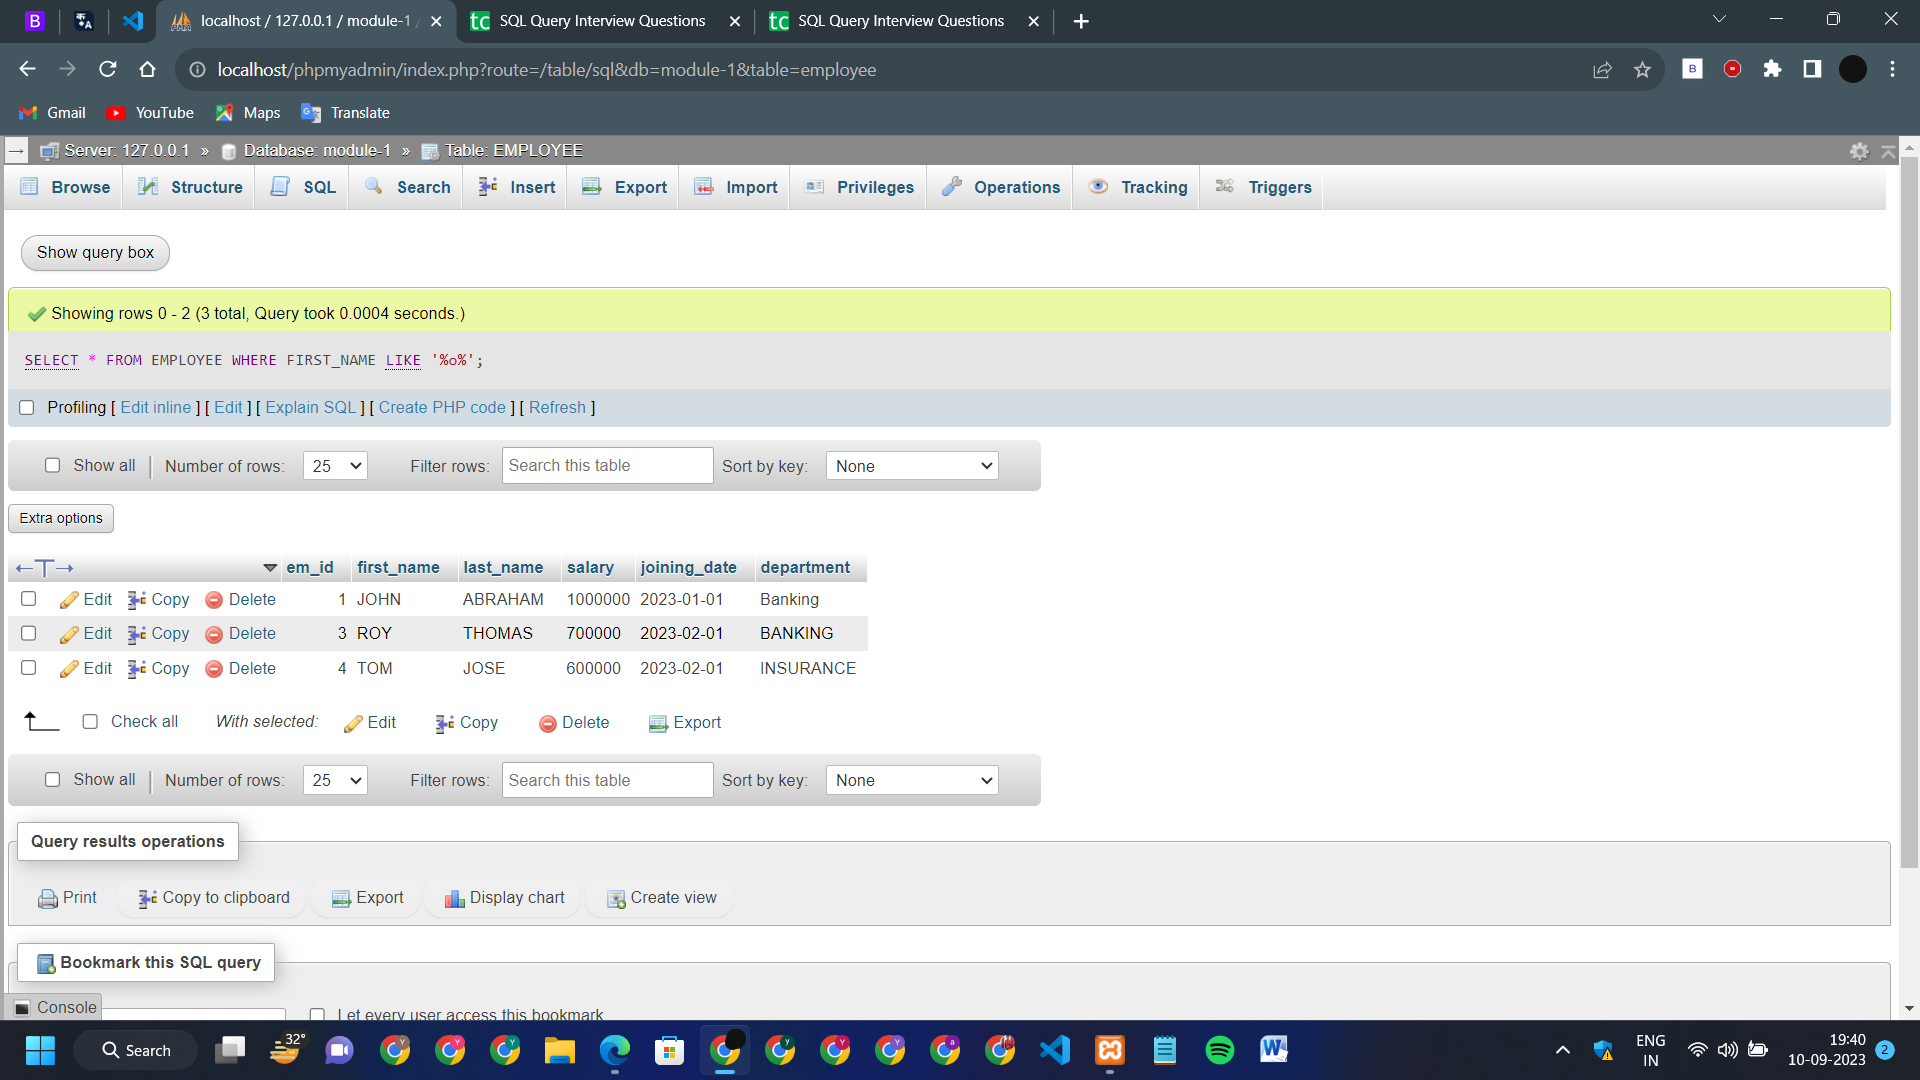 localhost / 127.0.0.1 / module-1 /
SQL Query Interview Questions
SQL Query Interview Questions
localhost/phpmyadmin/index.php?route=/table/sql&db=module-1&table=employee
Gmail YouTube Maps Translate
Server: 127.0.0.1 » Database: module-1 » Table: EMPLOYEE
Browse Structure SQL Search Insert Export Import Privileges Operations Tracking Triggers
Show query box
Showing rows 0 - 2 (3 total, Query took 0.0004 seconds.)
SELECT * FROM EMPLOYEE WHERE FIRST_NAME LIKE '%o%';
Profiling [ Edit inline ] [ Edit ] [ Explain SQL ] [ Create PHP code ] [ Refresh ]
Show all | Number of rows: 25 Filter rows: Search this table Sort by key: None
Extra options
em_id first_name last_name salary joining_date department
Edit Copy Delete 1 JOHN ABRAHAM 1000000 2023-01-01 Banking
Edit Copy Delete 3 ROY THOMAS 700000 2023-02-01 BANKING
Edit Copy Delete 4 TOM JOSE 600000 2023-02-01 INSURANCE
Check all With selected: Edit Copy Delete Export
Show all | Number of rows: 25 Filter rows: Search this table Sort by key: None
Query results operations
Print Copy to clipboard Export Display chart Create view
Bookmark this SQL query
Console
Let every user access this bookmark
Search
32°
ENG
IN
19:40
10-09-2023
2